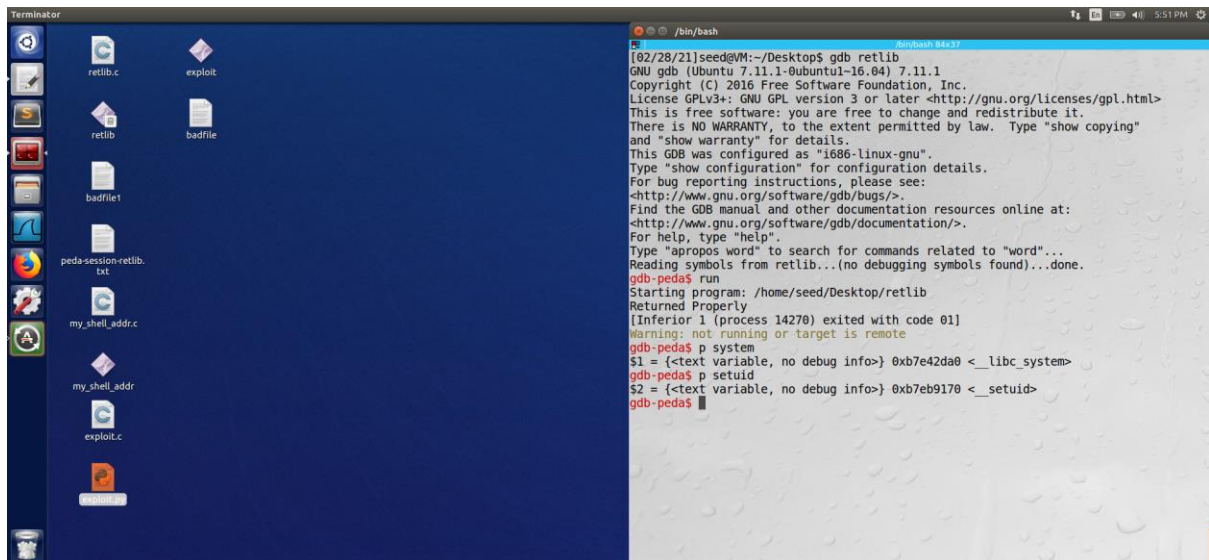 Terminator
En
5:51 PM
retlib.c
exploit
retlib
badfile
badfile1
peda-session-retlib.
txt
my_shell_addr.c
my_shell_addr
exploit.c
exploit.py
/bin/bash
/bin/bash 84x37
[02/28/21]seed@VM:~/Desktop$ gdb retlib
GNU gdb (Ubuntu 7.11.1-0ubuntu1~16.04) 7.11.1
Copyright (C) 2016 Free Software Foundation, Inc.
License GPLv3+: GNU GPL version 3 or later <http://gnu.org/licenses/gpl.html>
This is free software: you are free to change and redistribute it.
There is NO WARRANTY, to the extent permitted by law.  Type "show copying"
and "show warranty" for details.
This GDB was configured as "i686-linux-gnu".
Type "show configuration" for configuration details.
For bug reporting instructions, please see:
<http://www.gnu.org/software/gdb/bugs/>.
Find the GDB manual and other documentation resources online at:
<http://www.gnu.org/software/gdb/documentation/>.
For help, type "help".
Type "apropos word" to search for commands related to "word"...
Reading symbols from retlib...(no debugging symbols found)...done.
gdb-peda$ run
Starting program: /home/seed/Desktop/retlib
Returned Properly
[Inferior 1 (process 14270) exited with code 01]
Warning: not running or target is remote
gdb-peda$ p system
$1 = {<text variable, no debug info>} 0xb7e42da0 <__libc_system>
gdb-peda$ p setuid
$2 = {<text variable, no debug info>} 0xb7eb9170 <__setuid>
gdb-peda$